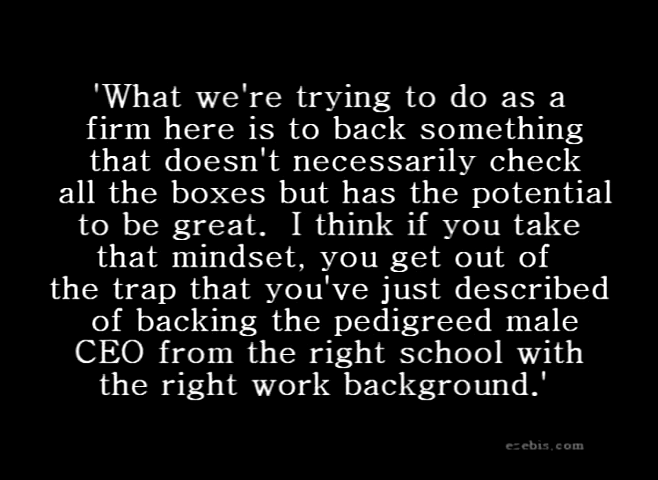 'What we're trying to do as a
firm here is to back something
that doesn't necessarily check
all the boxes but has the potential
to be great. I think if you take
that mindset, you get out of
the trap that you've just described
of backing the pedigreed male
CEO from the right school with
the right work background.'
ezebis.com